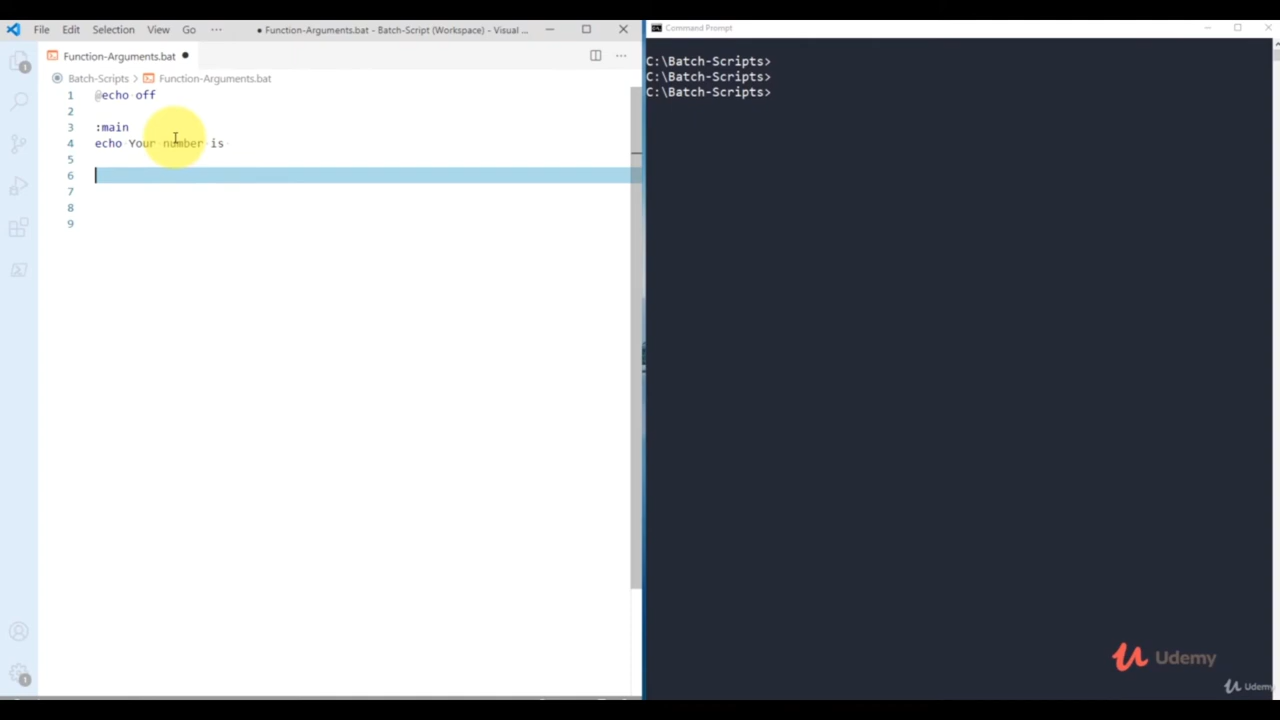 File Edit Selection View Go ··· ● Function-Arguments.bat - Batch-Script (Workspace) - Visual ...
Function-Arguments.bat
Batch-Scripts > Function-Arguments.bat
1 @echo off
2
3 :main
4 echo Your number is
5
6
7
8
9
1
1
Command Prompt
C:\Batch-Scripts>
C:\Batch-Scripts>
C:\Batch-Scripts>
Udemy
Udemy